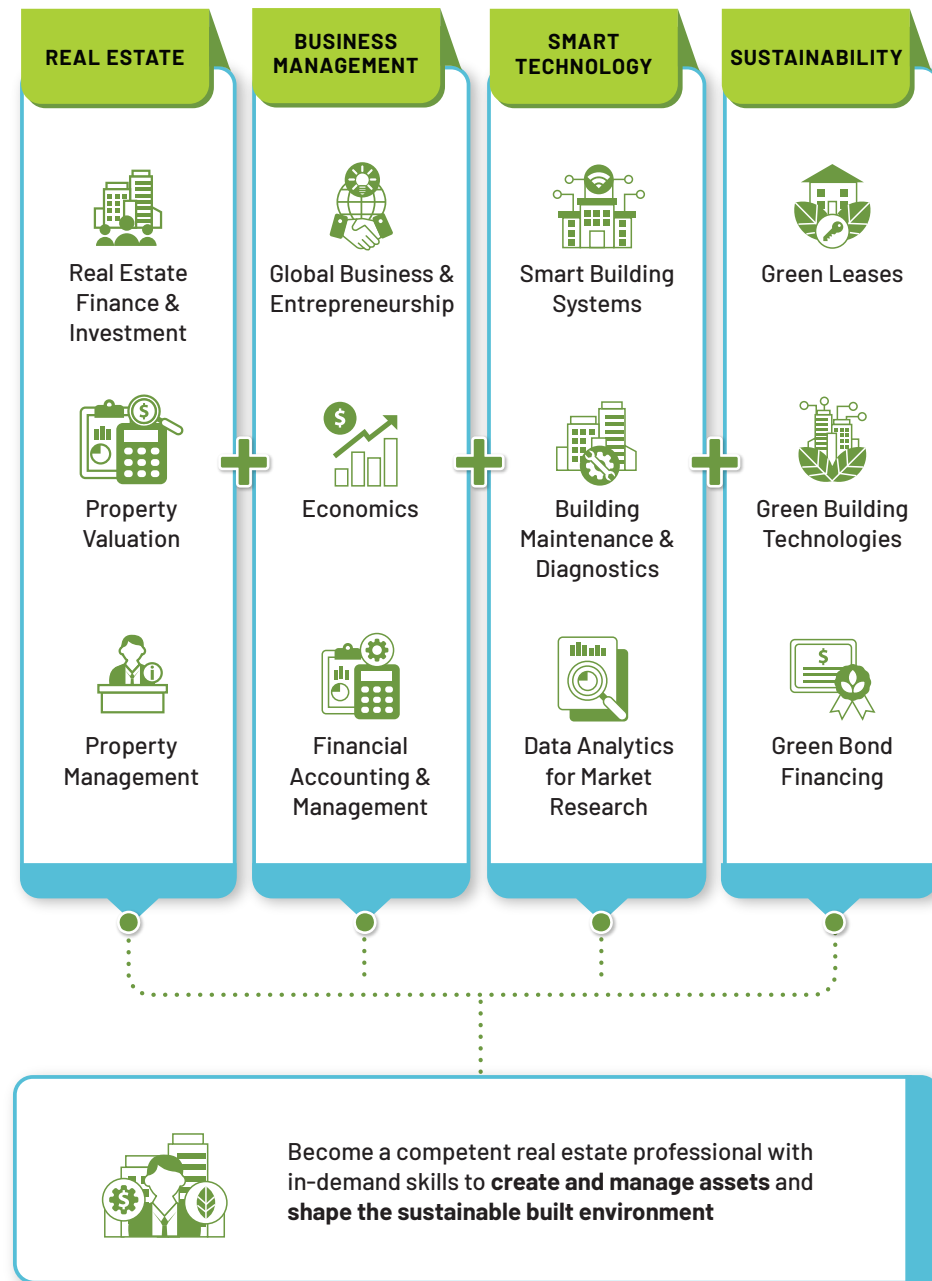 REAL ESTATE
Real Estate
Finance &
Investment
Property
Valuation
Property
Management
BUSINESS
MANAGEMENT
Global Business &
Entrepreneurship
Economics
Financial
Accounting &
Management
SMART
TECHNOLOGY
Smart Building
Systems
Building
Maintenance &
Diagnostics
Data Analytics
for Market
Research
SUSTAINABILITY
Green Leases
Green Building
Technologies
Green Bond
Financing
Become a competent real estate professional with
in-demand skills to create and manage assets and
shape the sustainable built environment